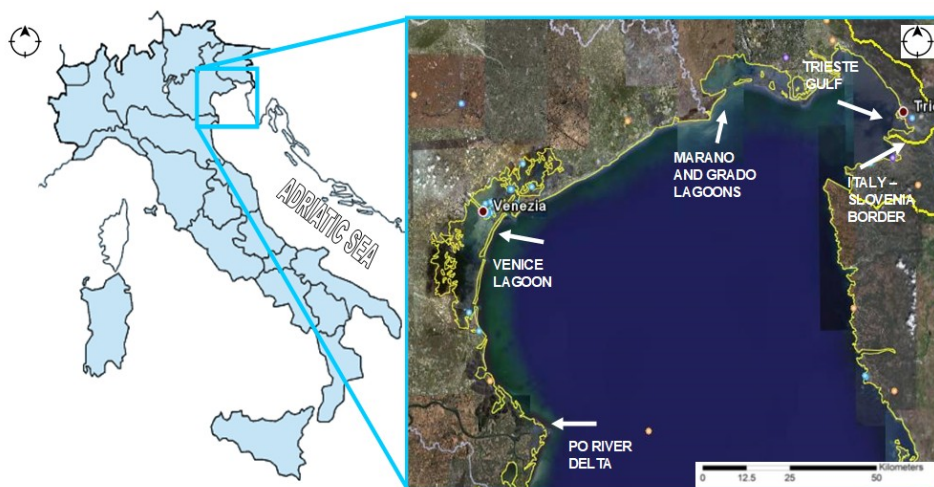 ADRIATIC SEA
TRIESTE
GULF
Trie
MARANO
AND GRADO
LAGOONS
ITALY –
SLOVENIA
BORDER
Venezia
VENICE
LAGOON
PO RIVER
DELTA
Kilometers
0 12.5 25 50